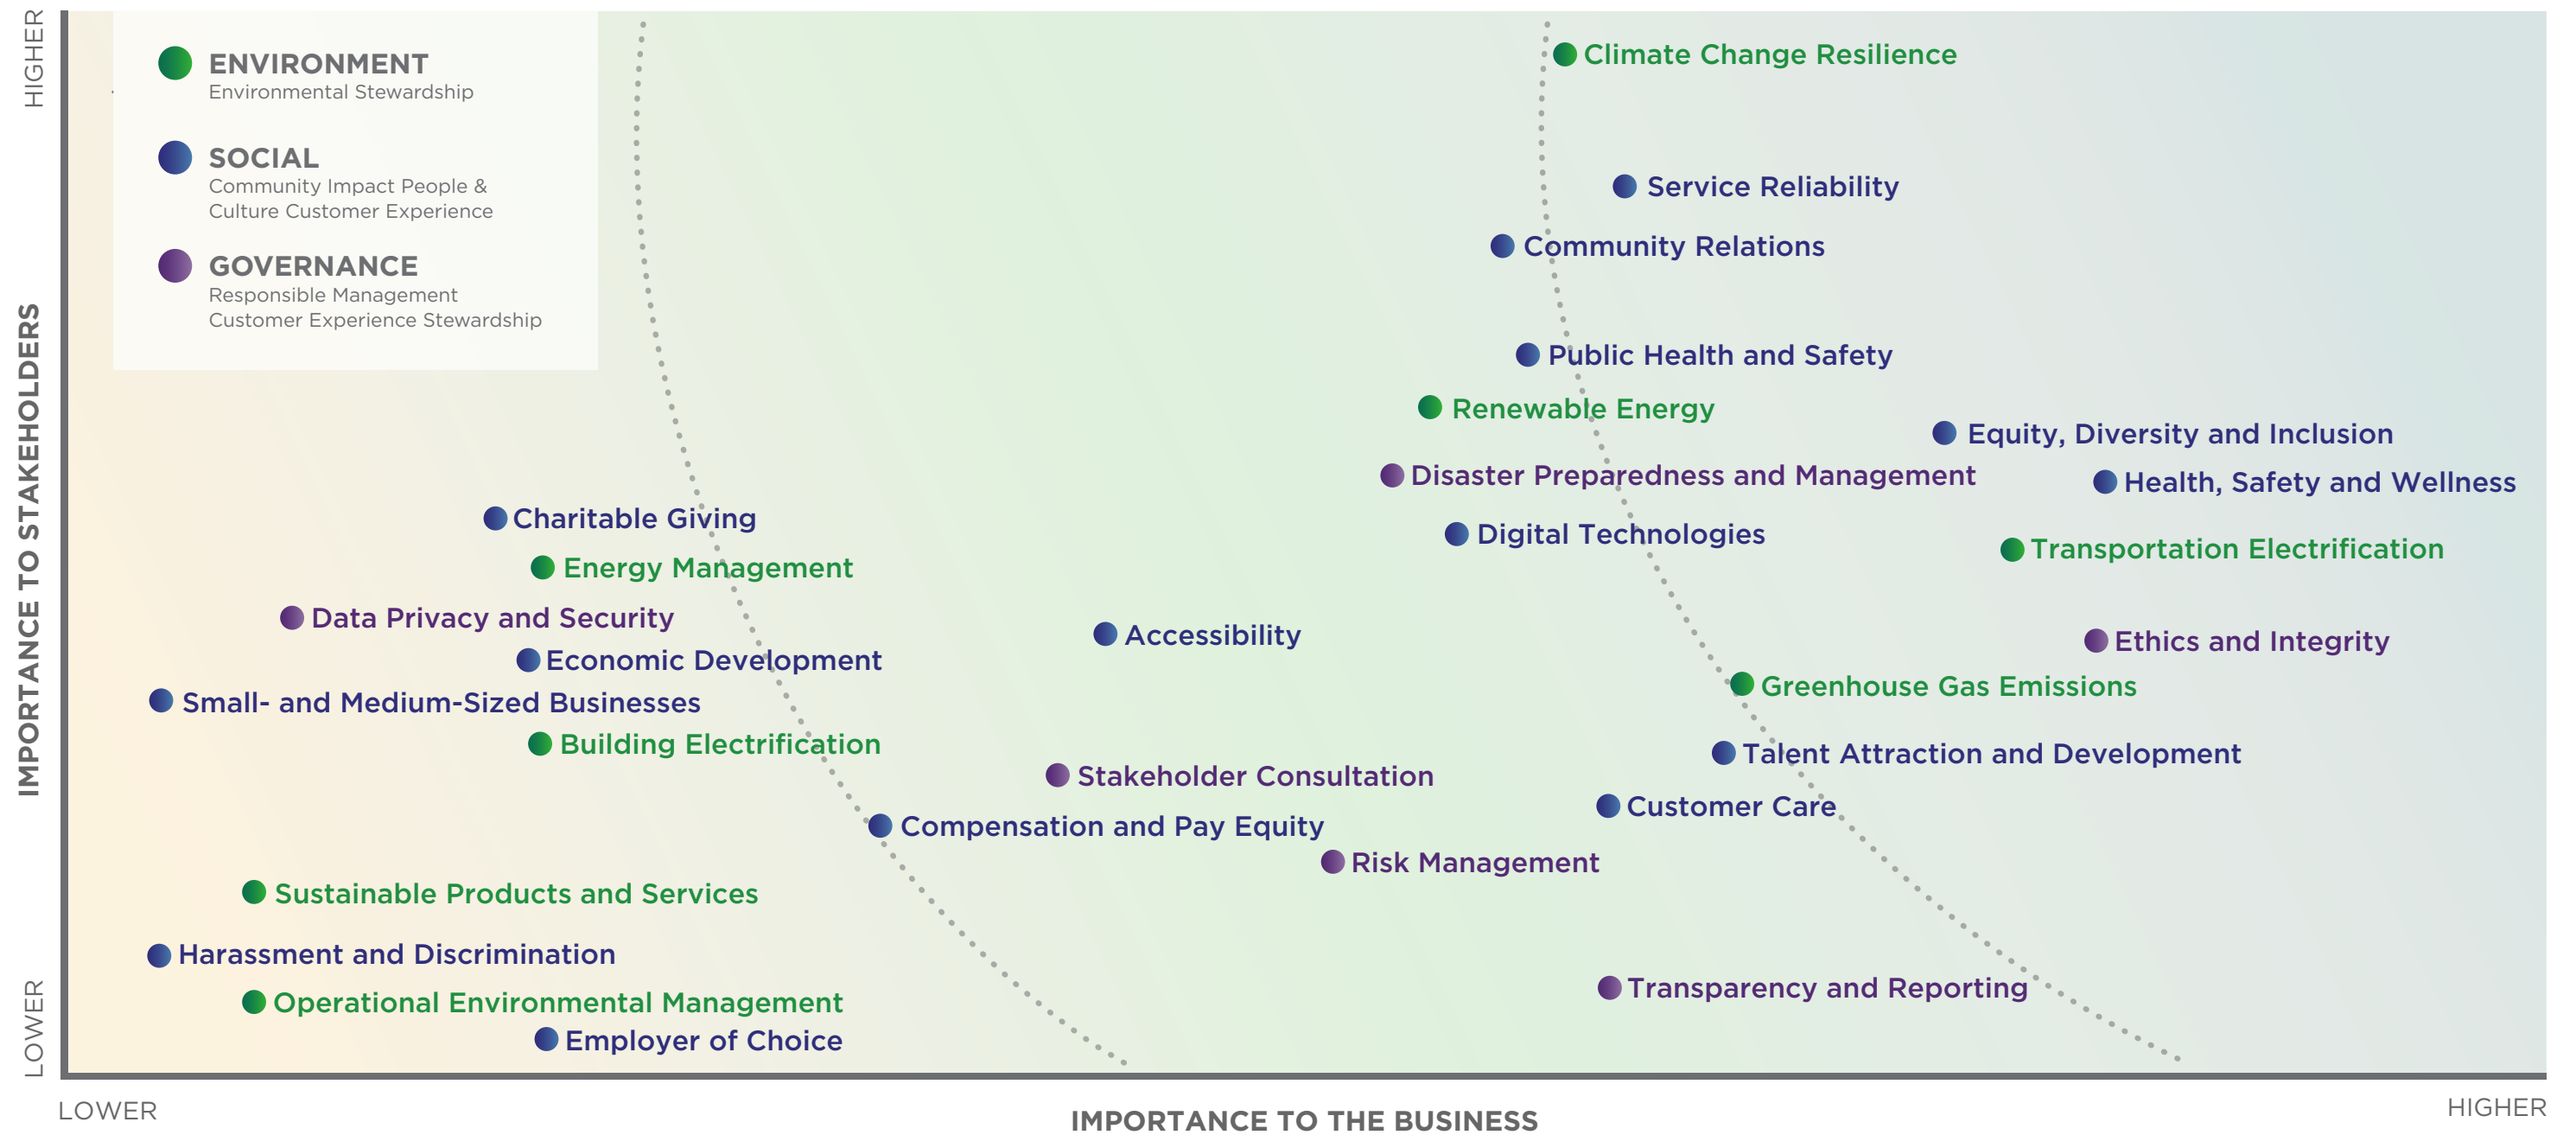 HIGHER
ENVIRONMENT
Environmental Stewardship
SOCIAL
Community Impact People &
Culture Customer Experience
GOVERNANCE
Responsible Management
Customer Experience Stewardship
Climate Change Resilience
Service Reliability
Community Relations
Public Health and Safety
Renewable Energy
Equity, Diversity and Inclusion
Disaster Preparedness and Management
Health, Safety and Wellness
Charitable Giving
Digital Technologies
Transportation Electrification
Energy Management
Data Privacy and Security
Accessibility
Ethics and Integrity
Economic Development
Greenhouse Gas Emissions
Small- and Medium-Sized Businesses
Building Electrification
Talent Attraction and Development
Stakeholder Consultation
Customer Care
Compensation and Pay Equity
Risk Management
Sustainable Products and Services
Harassment and Discrimination
Transparency and Reporting
Operational Environmental Management
Employer of Choice
IMPORTANCE TO STAKEHOLDERS
LOWER
LOWER
IMPORTANCE TO THE BUSINESS
HIGHER